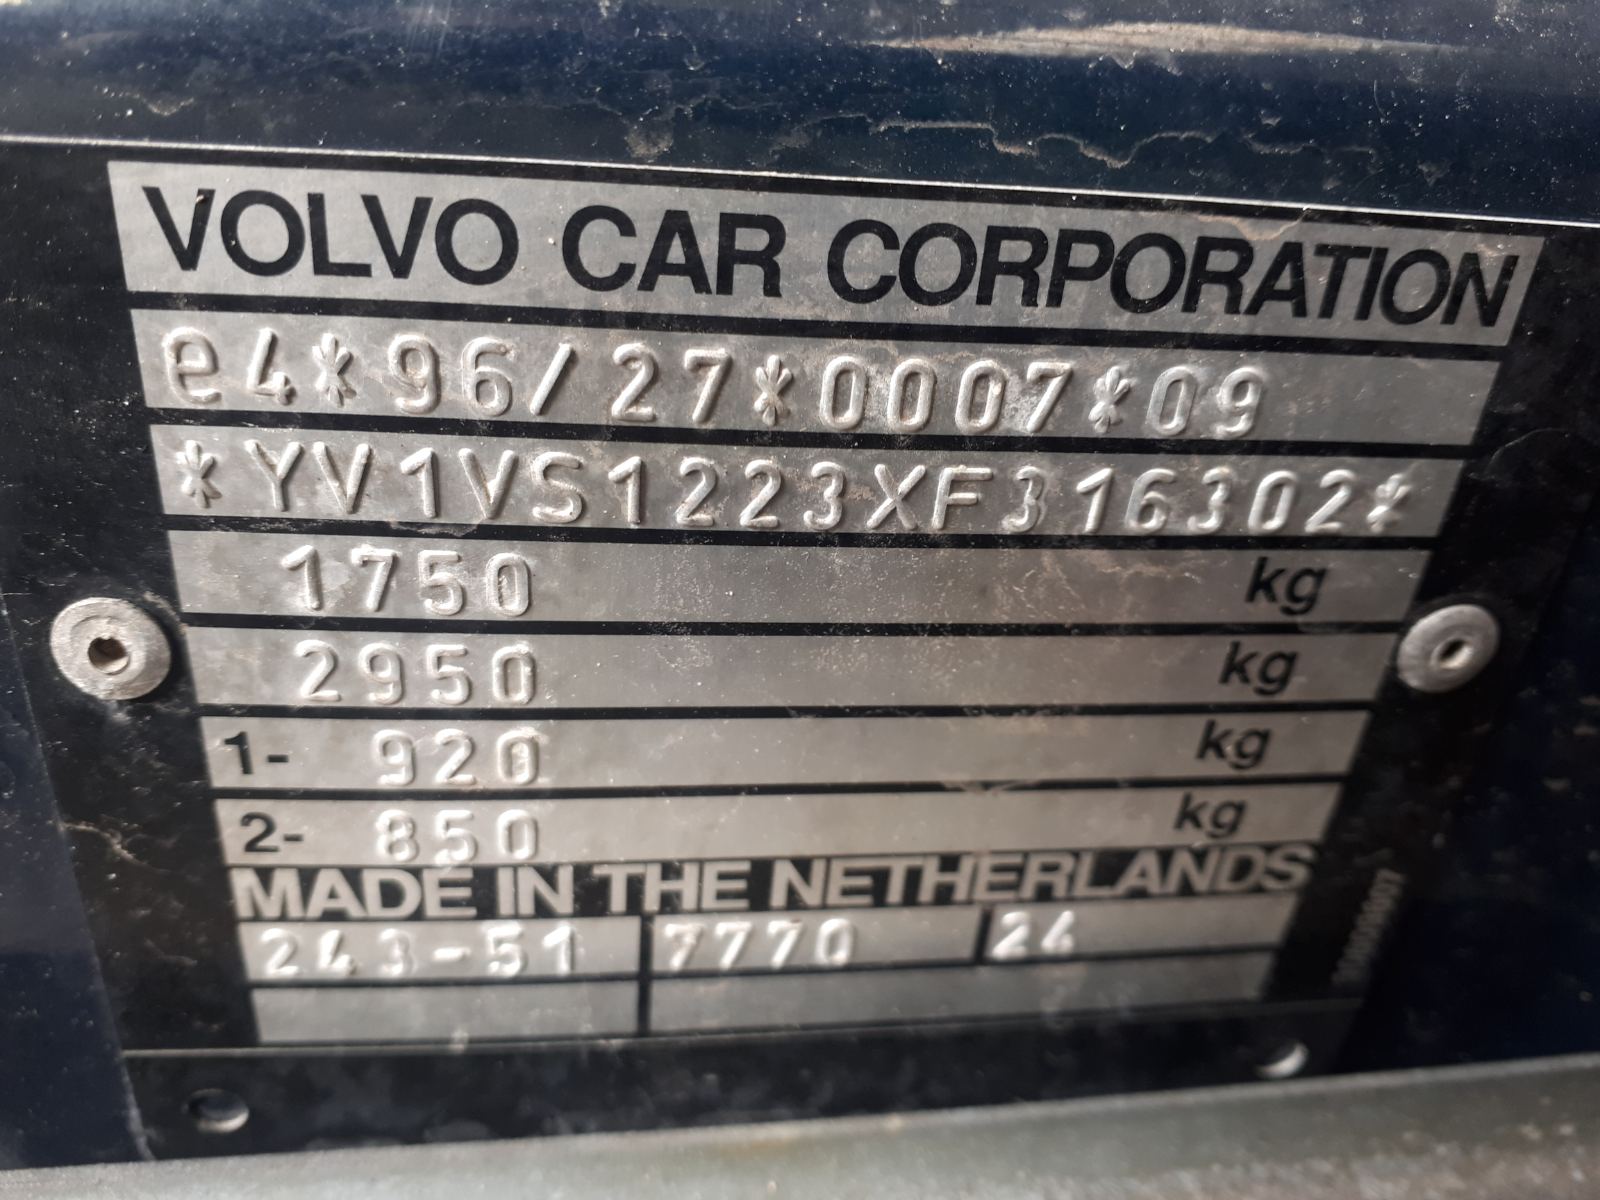 VOLVO CAR CORPORATION
e4*96/27*0007*09
*YV1VS1223XF316302*
1750 kg
2950 kg
1- 920 kg
2- 850 kg
MADE IN THE NETHERLANDS
243-51 7770 24